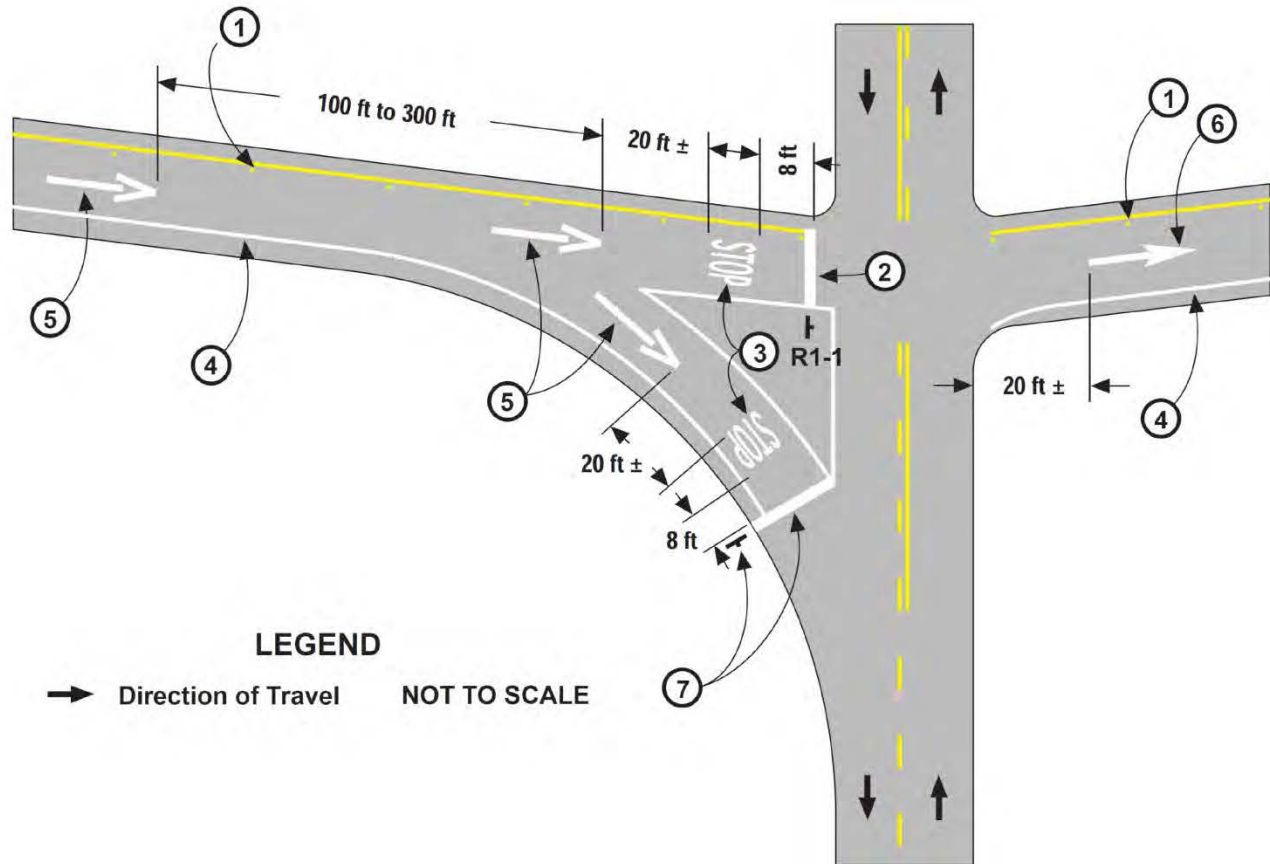 1
100 ft to 300 ft
20 ft ±
8 ft
1
6
STOP
5
4
2
3
R1-1
5
STOP
20 ft ±
4
20 ft ±
8 ft
7
LEGEND
Direction of Travel
NOT TO SCALE